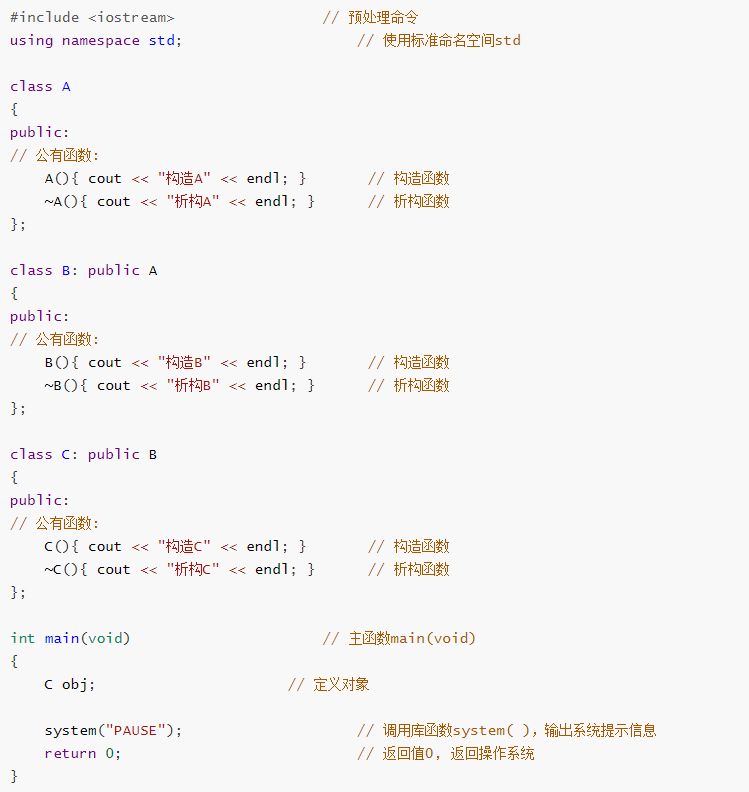 #include <iostream> // 预处理命令
using namespace std; // 使用标准命名空间std
class A
{
public:
// 公有函数:
A(){ cout << "构造A" << endl; } // 构造函数
~A(){ cout << "析构A" << endl; } // 析构函数
};
class B: public A
{
public:
// 公有函数:
B(){ cout << "构造B" << endl; } // 构造函数
~B(){ cout << "析构B" << endl; } // 析构函数
};
class C: public B
{
public:
// 公有函数:
C(){ cout << "构造C" << endl; } // 构造函数
~C(){ cout << "析构C" << endl; } // 析构函数
};
int main(void) // 主函数main(void)
{
C obj; // 定义对象
system("PAUSE"); // 调用库函数system( ), 输出系统提示信息
return 0; // 返回值0, 返回操作系统
}